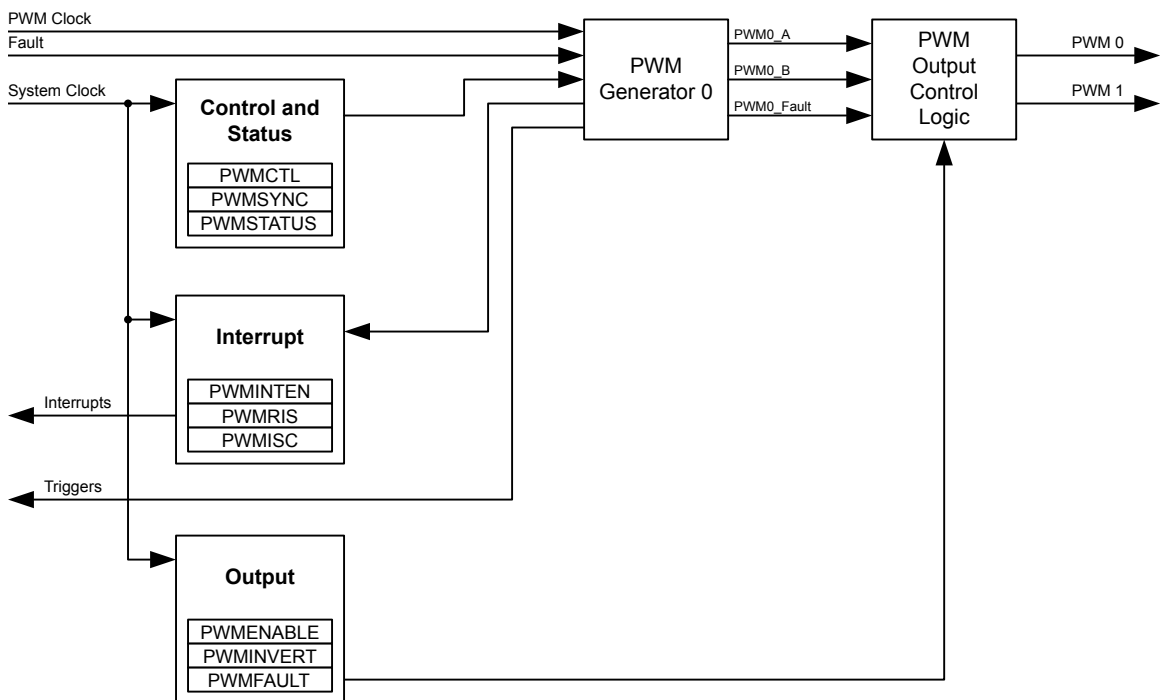 PWM Clock
Fault
System Clock
Control and
Status
PWMCTL
PWMSYNC
PWMSTATUS
Interrupt
PWMINTEN
PWMRIS
PWMISC
Interrupts
Triggers
Output
PWMENABLE
PWMINVERT
PWMFAULT
PWM
Generator 0
PWM0_A
PWM0_B
PWM0_Fault
PWM
Output
Control
Logic
PWM 0
PWM 1